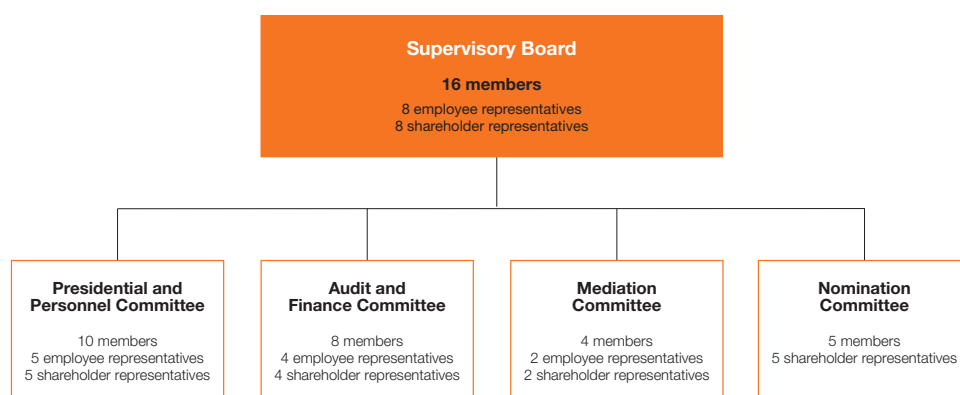 Supervisory Board
16 members
8 employee representatives
8 shareholder representatives
Presidential and
Personnel Committee
10 members
5 employee representatives
5 shareholder representatives
Audit and
Finance Committee
8 members
4 employee representatives
4 shareholder representatives
Mediation
Committee
4 members
2 employee representatives
2 shareholder representatives
Nomination
Committee
5 members
5 shareholder representatives